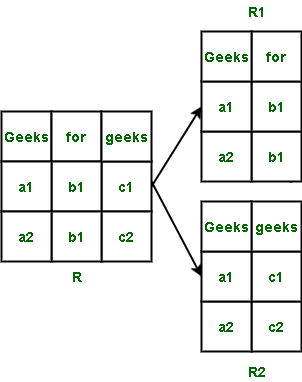 R1
Geeks for
a1 b1
a2 b1
Geeks for geeks
a1 b1 c1
a2 b1 c2
R
Geeks geeks
a1 c1
a2 c2
R2